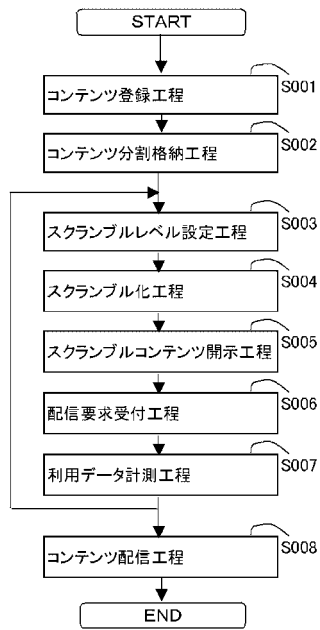 START
S001
コンテンツ登録工程
S002
コンテンツ分割格納工程
S003
スクランブルレベル設定工程
S004
スクランブル化工程
S005
スクランブルコンテンツ開示工程
S006
配信要求受付工程
S007
利用データ計測工程
S008
コンテンツ配信工程
END